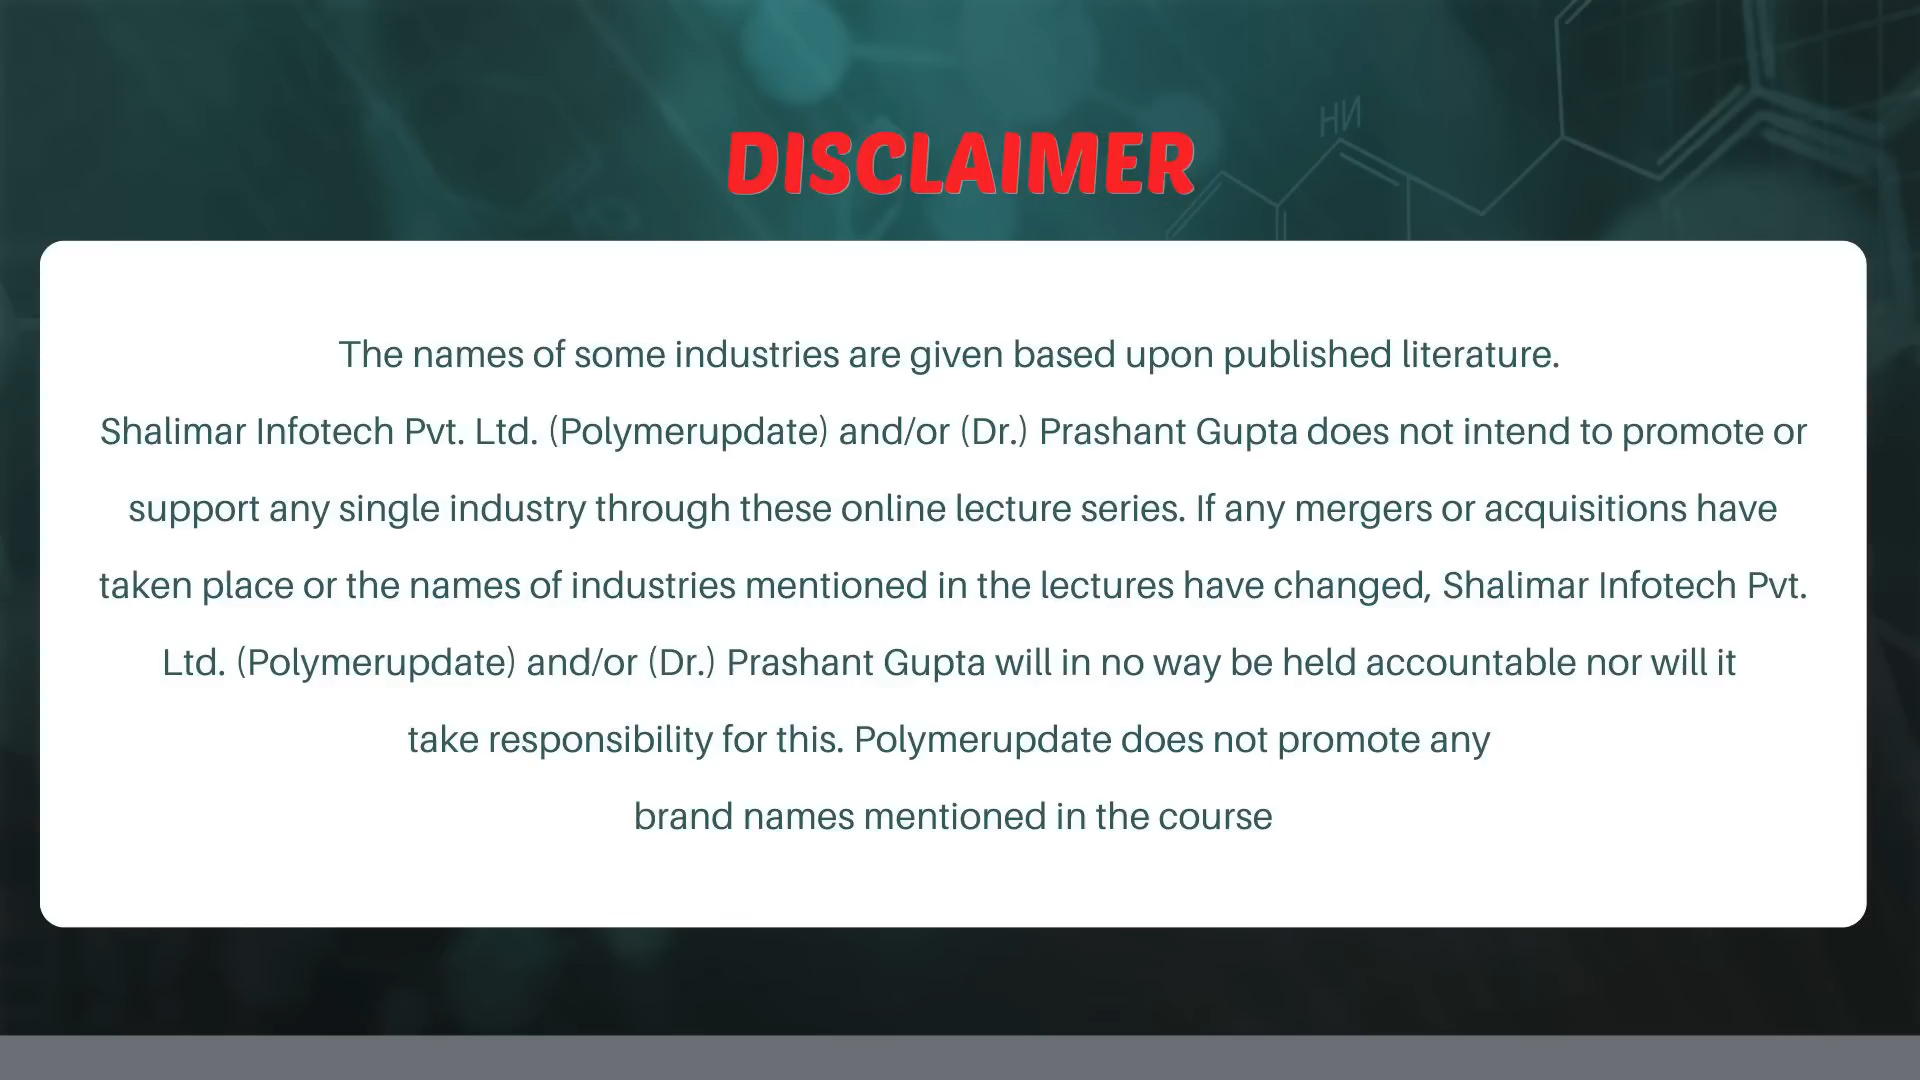 DISCLAIMER
The names of some industries are given based upon published literature.
Shalimar Infotech Pvt. Ltd. (Polymerupdate) and/or (Dr.) Prashant Gupta does not intend to promote or
support any single industry through these online lecture series. If any mergers or acquisitions have
taken place or the names of industries mentioned in the lectures have changed, Shalimar Infotech Pvt.
Ltd. (Polymerupdate) and/or (Dr.) Prashant Gupta will in no way be held accountable nor will it
take responsibility for this. Polymerupdate does not promote any
brand names mentioned in the course